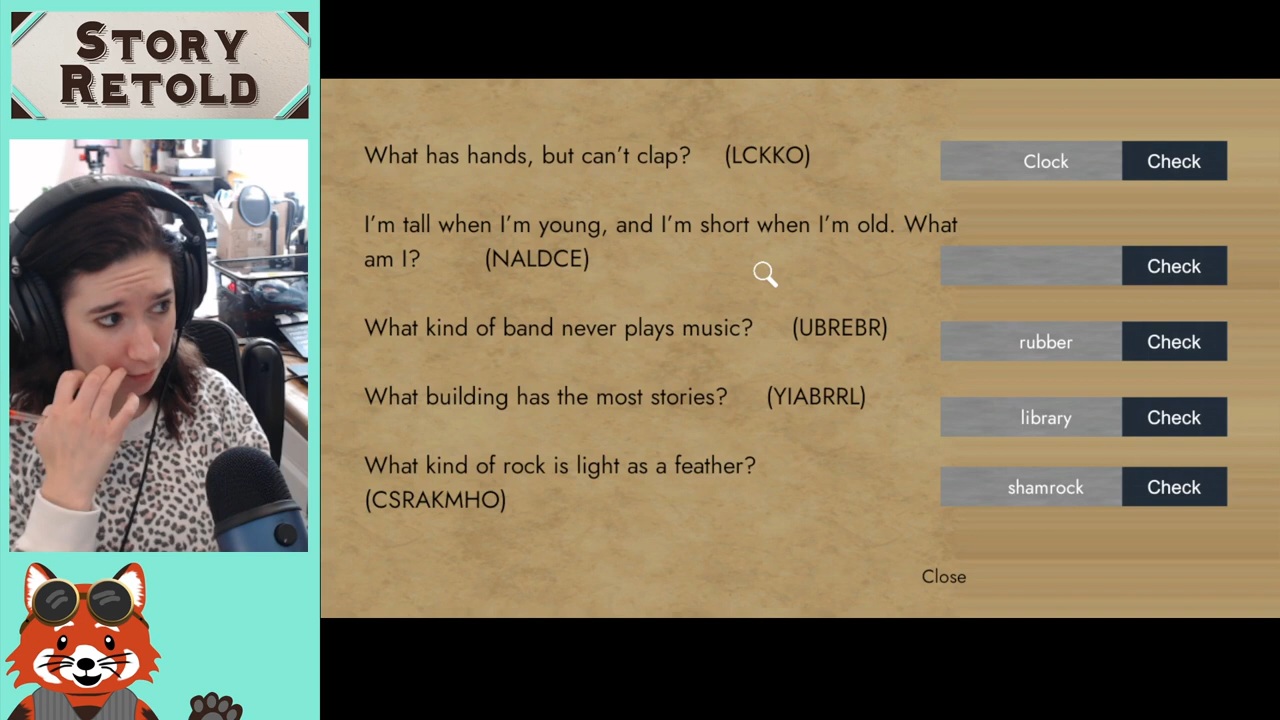 STORY
RETOLD
What has hands, but can't clap? (LCKKO)
Clock
Check
I'm tall when I'm young, and I'm short when I'm old. What
am I? (NALDCE)
Check
What kind of band never plays music? (UBREBR)
rubber
Check
What building has the most stories? (YIABRRL)
library
Check
What kind of rock is light as a feather?
(CSRAKMHO)
shamrock
Check
Close